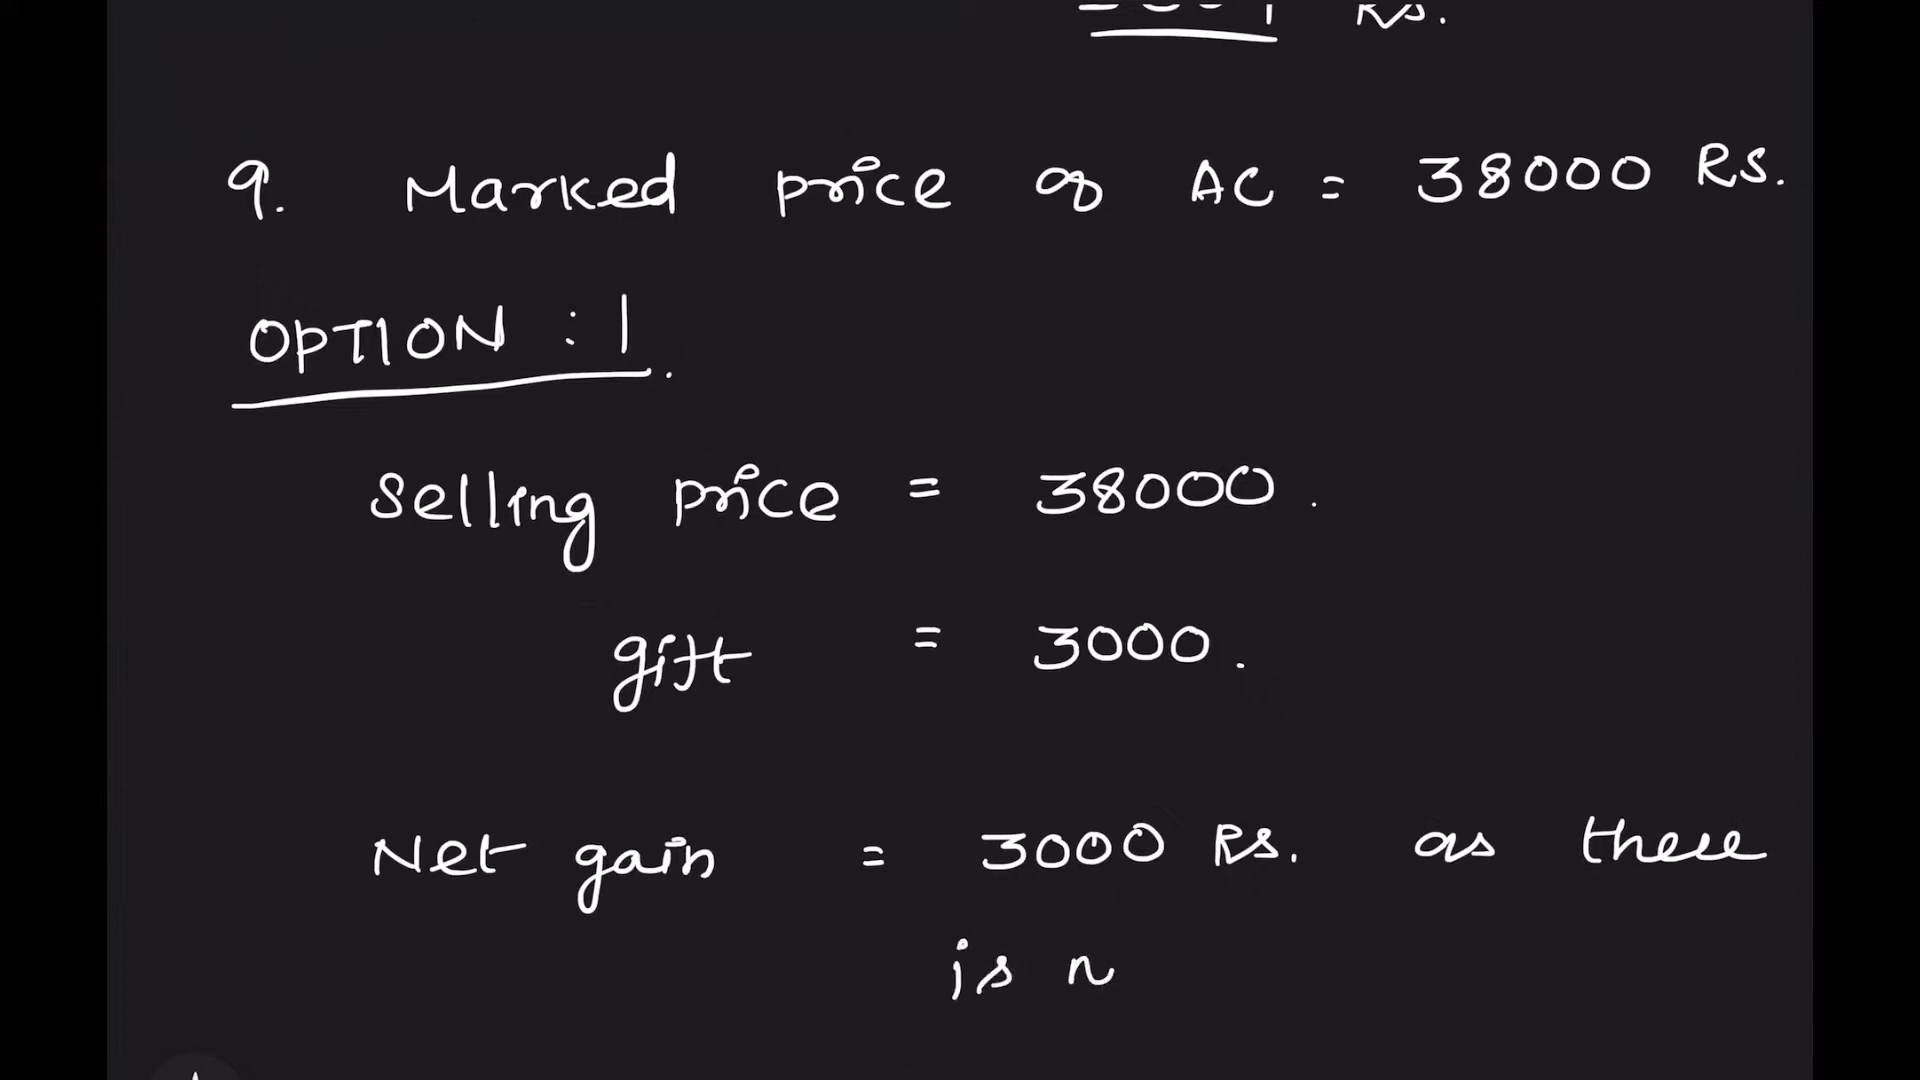 Rs.
9. Marked price of AC = 38000 Rs.
OPTION : 1.
Selling price = 38000.
gift = 3000.
Net gain = 3000 Rs. as there
is n